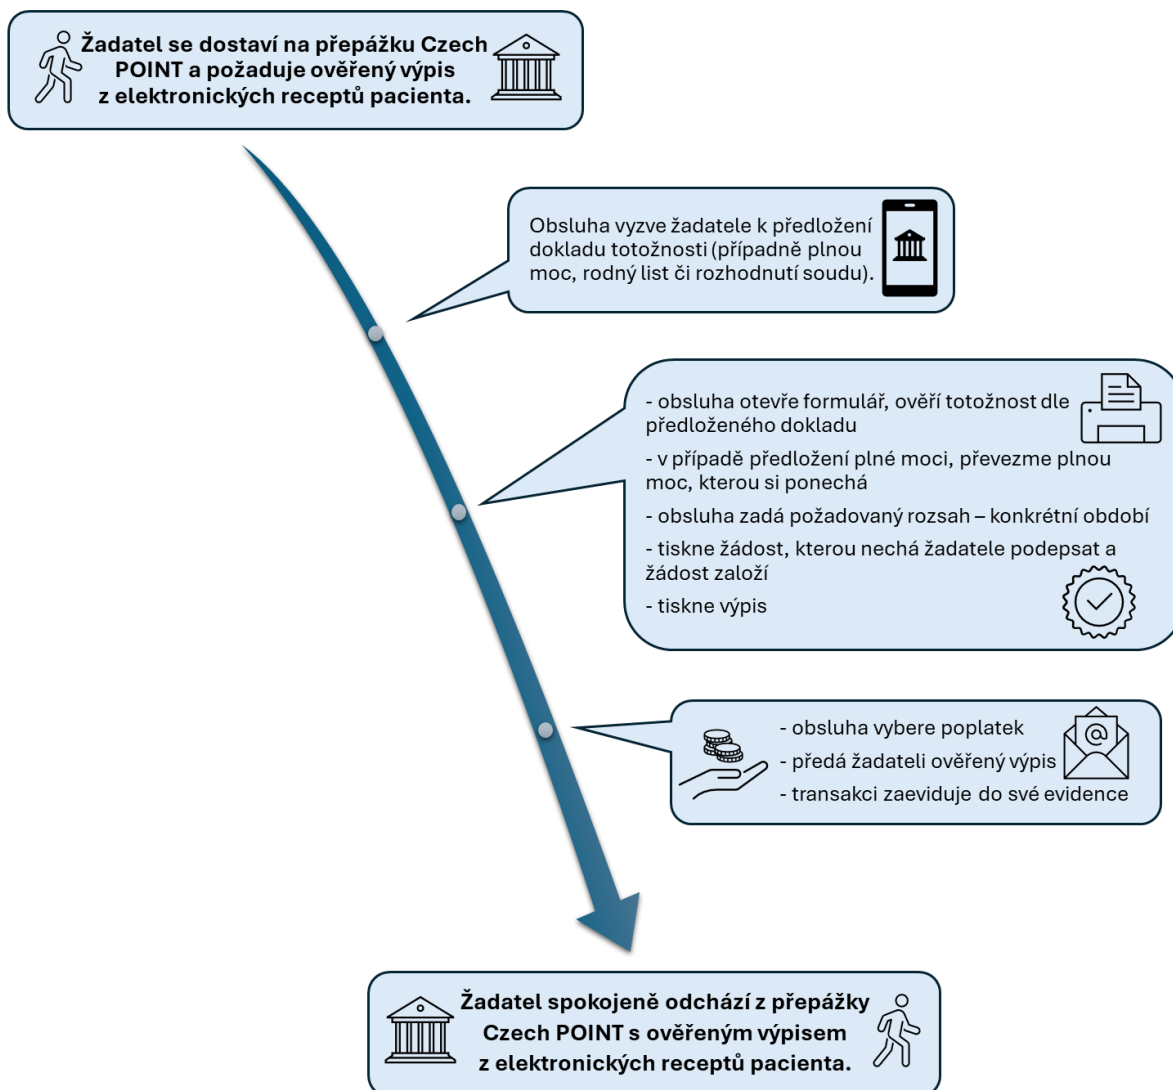 Žadatel se dostaví na přepážku Czech
POINT a požaduje ověřený výpis
z elektronických receptů pacienta.
Obsluha vyzve žadatele k předložení
dokladu totožnosti (případně plnou
moc, rodný list či rozhodnutí soudu).
- obsluha otevře formulář, ověří totožnost dle
předloženého dokladu
- v případě předložení plné moci, převezme plnou
moc, kterou si ponechá
- obsluha zadá požadovaný rozsah – konkrétní období
- tiskne žádost, kterou nechá žadatele podepsat a
žádost založí
- tiskne výpis
- obsluha vybere poplatek
- předá žadateli ověřený výpis
- transakci zaeviduje do své evidence
Žadatel spokojeně odchází z přepážky
Czech POINT s ověřeným výpisem
z elektronických receptů pacienta.